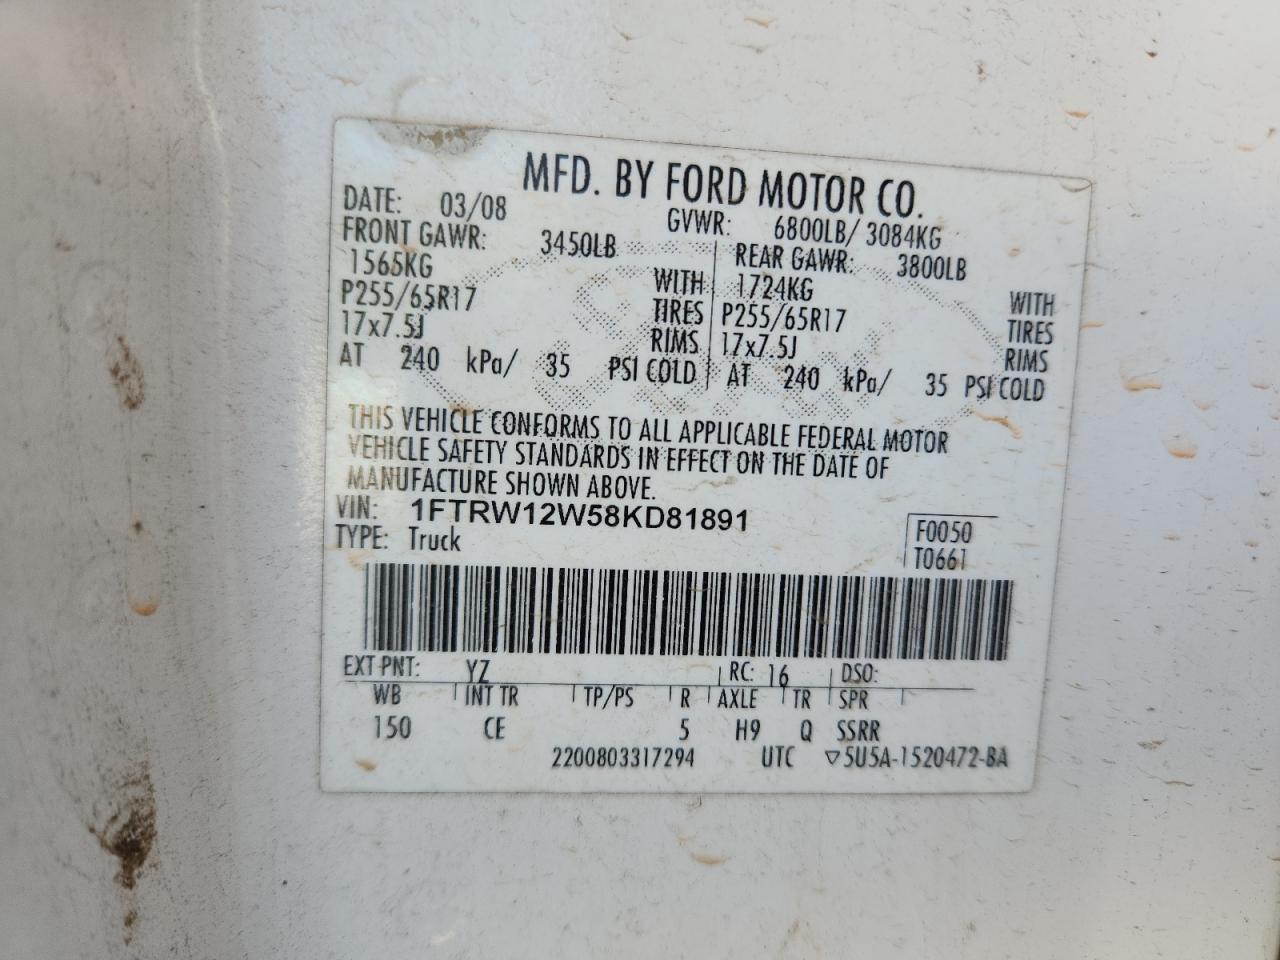 MFD. BY FORD MOTOR CO.
DATE: 03/08 GVWR: 6800LB/ 3084KG
FRONT GAWR: 3450LB REAR GAWR: 3800LB
1565KG WITH 1724KG WITH
P255/65R17 TIRES P255/65R17 TIRES
17x7.5J RIMS 17x7.5J RIMS
AT 240 kPa/ 35 PSI COLD AT 240 kPa/ 35 PSI COLD
THIS VEHICLE CONFORMS TO ALL APPLICABLE FEDERAL MOTOR
VEHICLE SAFETY STANDARDS IN EFFECT ON THE DATE OF
MANUFACTURE SHOWN ABOVE.
VIN: 1FTRW12W58KD81891
TYPE: Truck
F0050
T0661
EXT PNT: YZ RC: 16 DSO:
WB INT TR TP/PS R AXLE TR SPR
150 CE 5 H9 Q SSRR
2200803317294 UTC ▽5U5A-1520472-BA